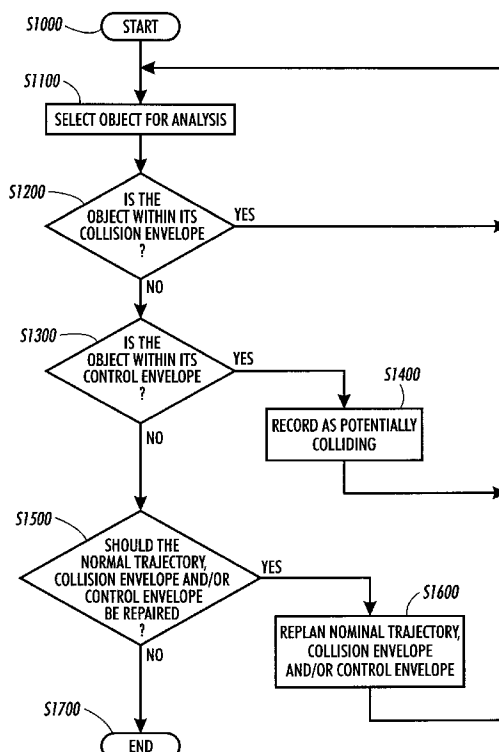 S1000
START
S1100
SELECT OBJECT FOR ANALYSIS
S1200
IS THE
OBJECT WITHIN ITS
COLLISION ENVELOPE
?
YES
NO
S1300
IS THE
OBJECT WITHIN ITS
CONTROL ENVELOPE
?
YES
NO
S1400
RECORD AS POTENTIALLY
COLLIDING
S1500
SHOULD THE
NORMAL TRAJECTORY,
COLLISION ENVELOPE AND/OR
CONTROL ENVELOPE
BE REPAIRED
?
YES
NO
S1600
REPLAN NOMINAL TRAJECTORY,
COLLISION ENVELOPE
AND/OR CONTROL ENVELOPE
S1700
END